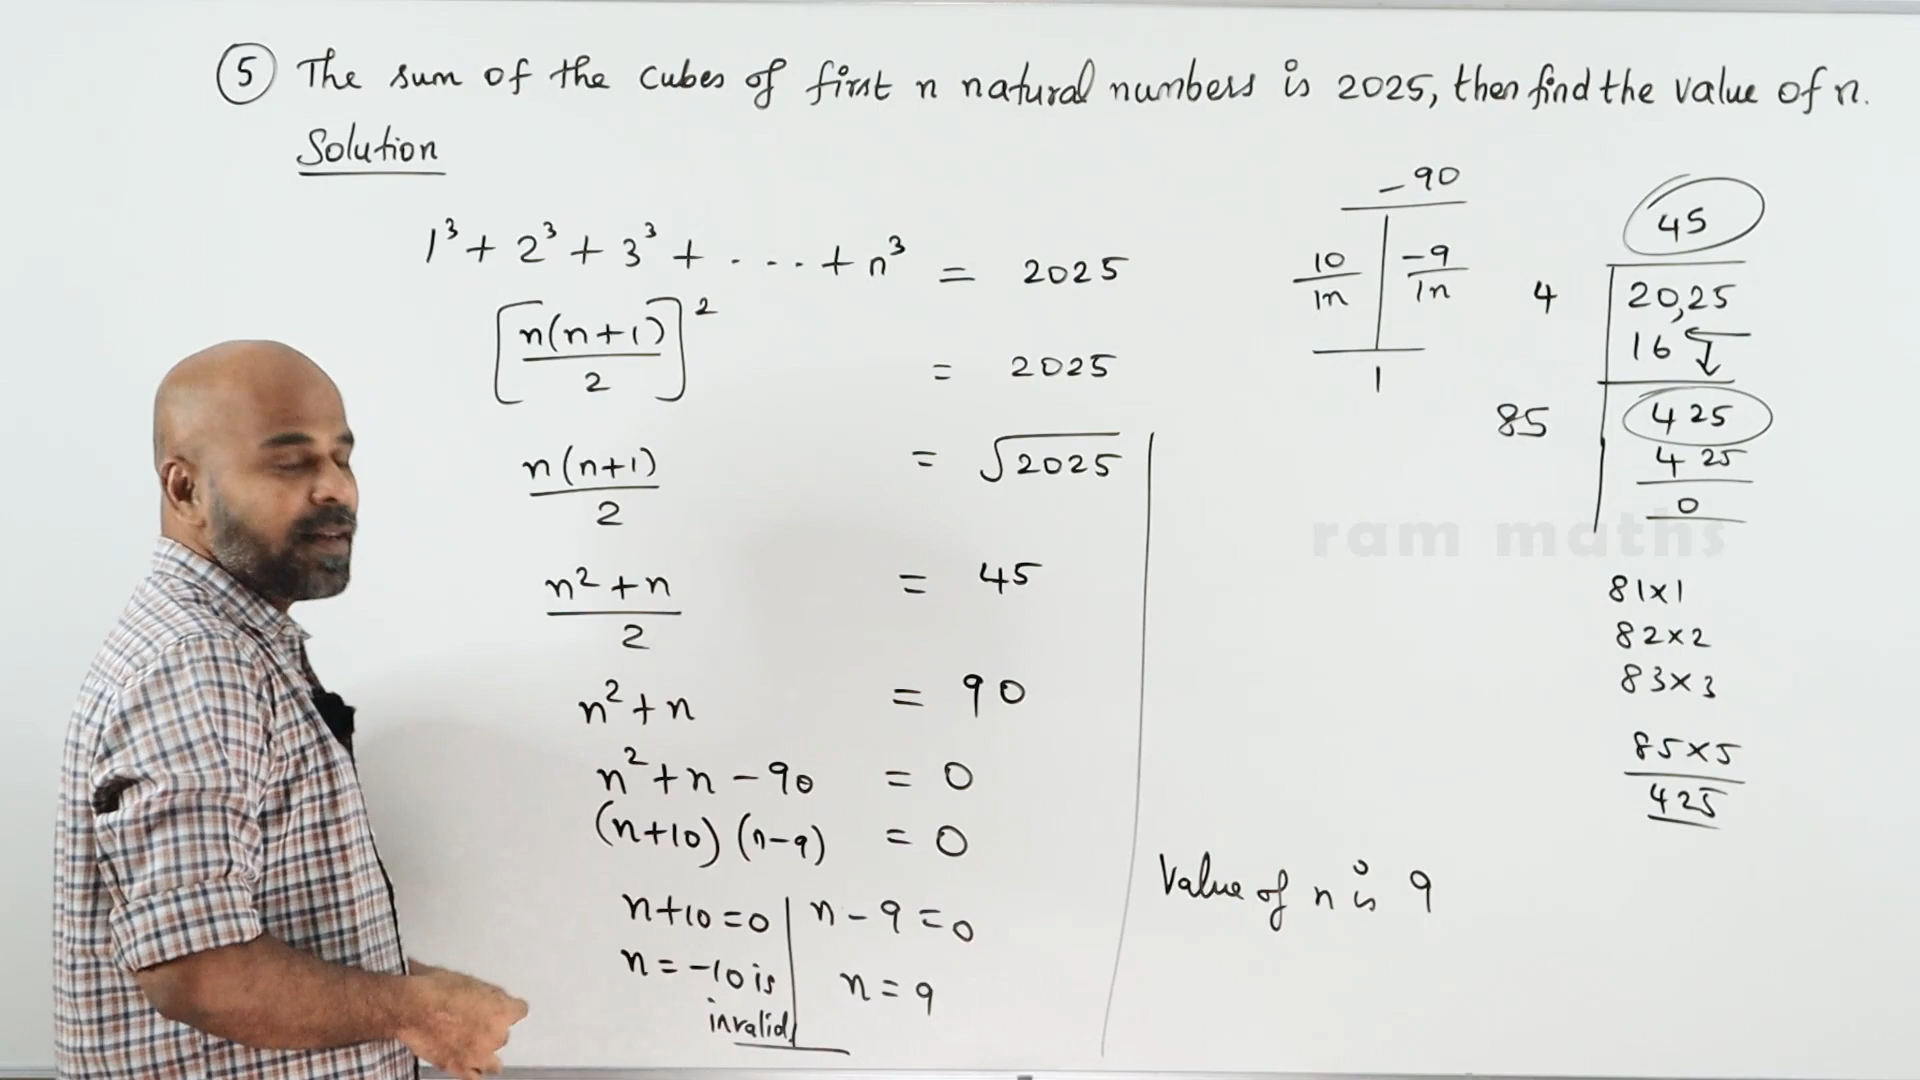 5 The sum of the cubes of first n natural numbers is 2025, then find the value of n.
Solution
1³ + 2³ + 3³ + .... + n³ = 2025
[n(n+1)/2]² = 2025
n(n+1)/2 = √2025
n²+n/2 = 45
n²+n = 90
n²+n-90 = 0
(n+10)(n-9) = 0
n+10=0 | n-9=0
n=-10 is | n=9
invalid
-90
10/1n | -9/1n
1
45
4 20,25
16
85 425
425
0
ram maths
81×1
82×2
83×3
85×5
425
Value of n is 9